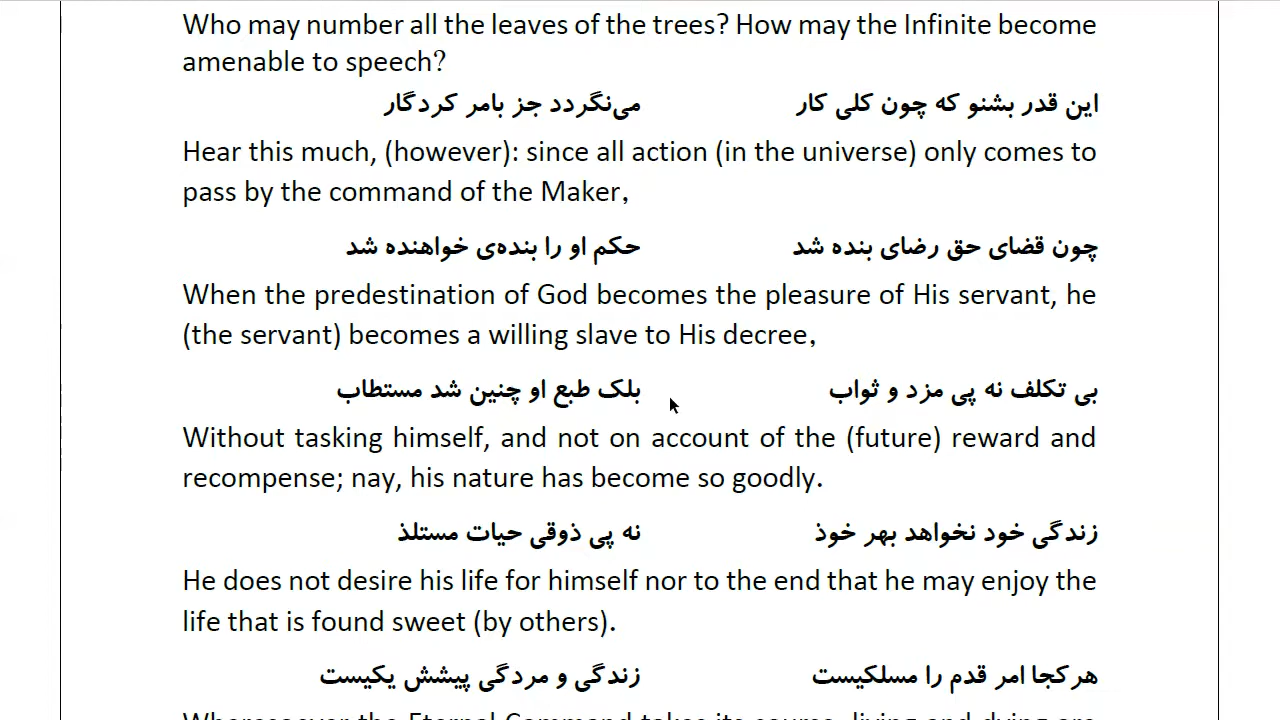 Who may number all the leaves of the trees? How may the Infinite become
amenable to speech?
این قدر بشنو که چون کلی کار می‌نگردد جز بامر کردگار
Hear this much, (however): since all action (in the universe) only comes to
pass by the command of the Maker,
چون قضای حق رضای بنده شد حکم او را بنده‌ی خواهنده شد
When the predestination of God becomes the pleasure of His servant, he
(the servant) becomes a willing slave to His decree,
بی تکلف نه پی مزد و ثواب بلک طبع او چنین شد مستطاب
Without tasking himself, and not on account of the (future) reward and
recompense; nay, his nature has become so goodly.
زندگی خود نخواهد بهر خوذ نه پی ذوقی حیات مستلذ
He does not desire his life for himself nor to the end that he may enjoy the
life that is found sweet (by others).
هرکجا امر قدم را مسلکیست زندگی و مردگی پیشش یکیست